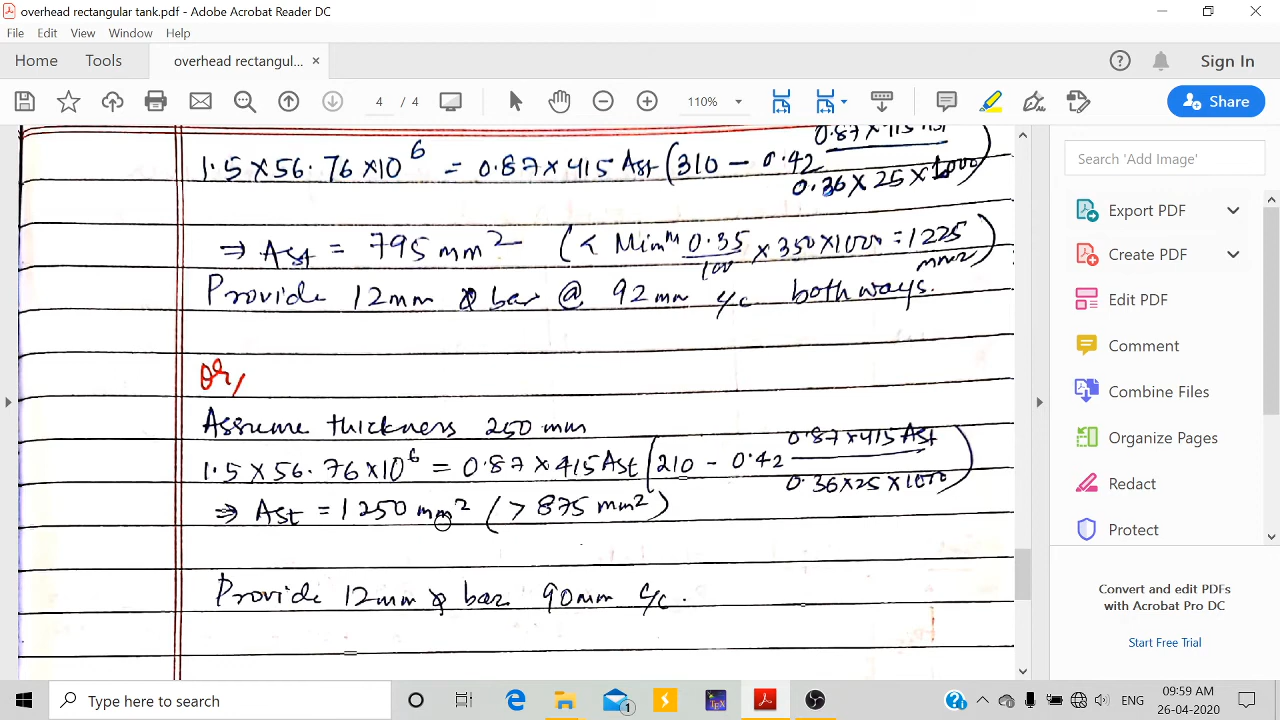 overhead rectangular tank.pdf - Adobe Acrobat Reader DC
File Edit View Window Help
Home Tools overhead rectangul... × Sign In
4 / 4 110% Share
0.87×415 Ast
1.5×56.76×10^6 = 0.87×415 Ast (310 - 0.42
0.36×25×1000)
⇒ Ast = 795 mm² (< Minm 0.35/100 ×350×1000 = 1225 mm²)
Provide 12mm ø bar @ 92mm c/c both ways.
Or,
Assume thickness 250 mm
0.87×415 Ast
1.5×56.76×10^6 = 0.87×415 Ast (210 - 0.42
0.36×25×1000)
⇒ Ast = 1250 mm² (> 875 mm²)
Provide 12mm ø bar 90mm c/c.
Search 'Add Image'
Export PDF
Create PDF
Edit PDF
Comment
Combine Files
Organize Pages
Redact
Protect
Convert and edit PDFs
with Acrobat Pro DC
Start Free Trial
Type here to search
1
ENG
09:59 AM
26-04-2020